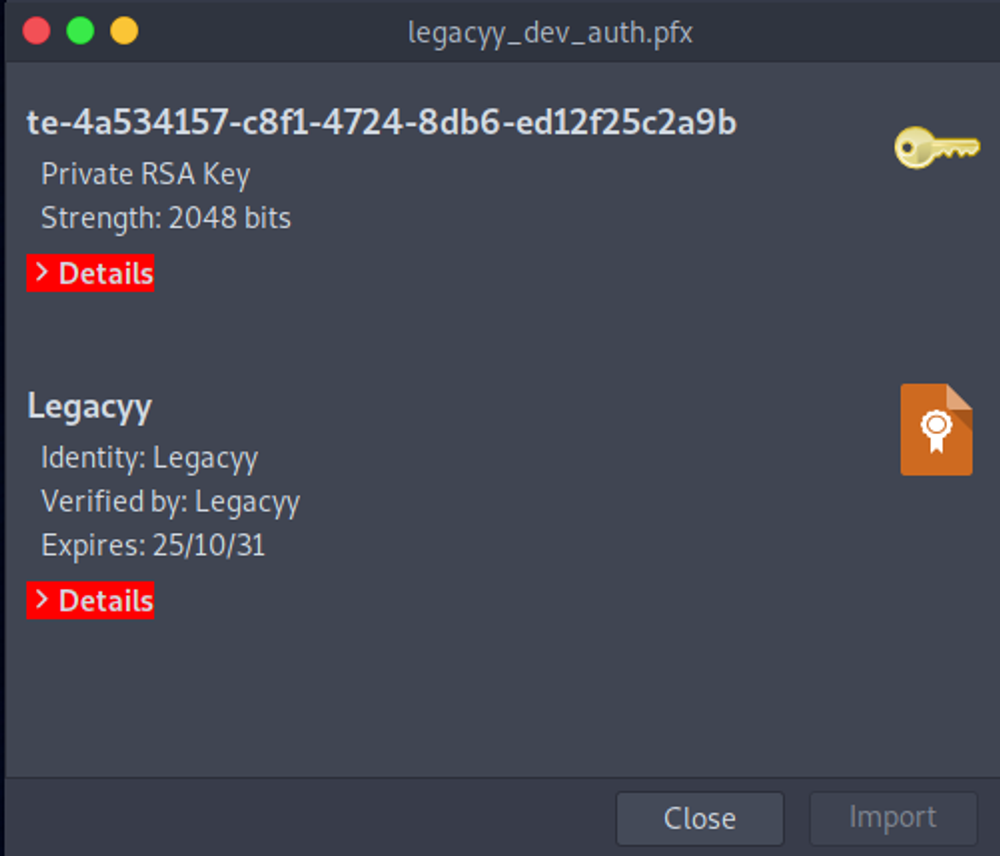 legacyy_dev_auth.pfx
te-4a534157-c8f1-4724-8db6-ed12f25c2a9b
Private RSA Key
Strength: 2048 bits
> Details
Legacyy
Identity: Legacyy
Verified by: Legacyy
Expires: 25/10/31
> Details
Close Import